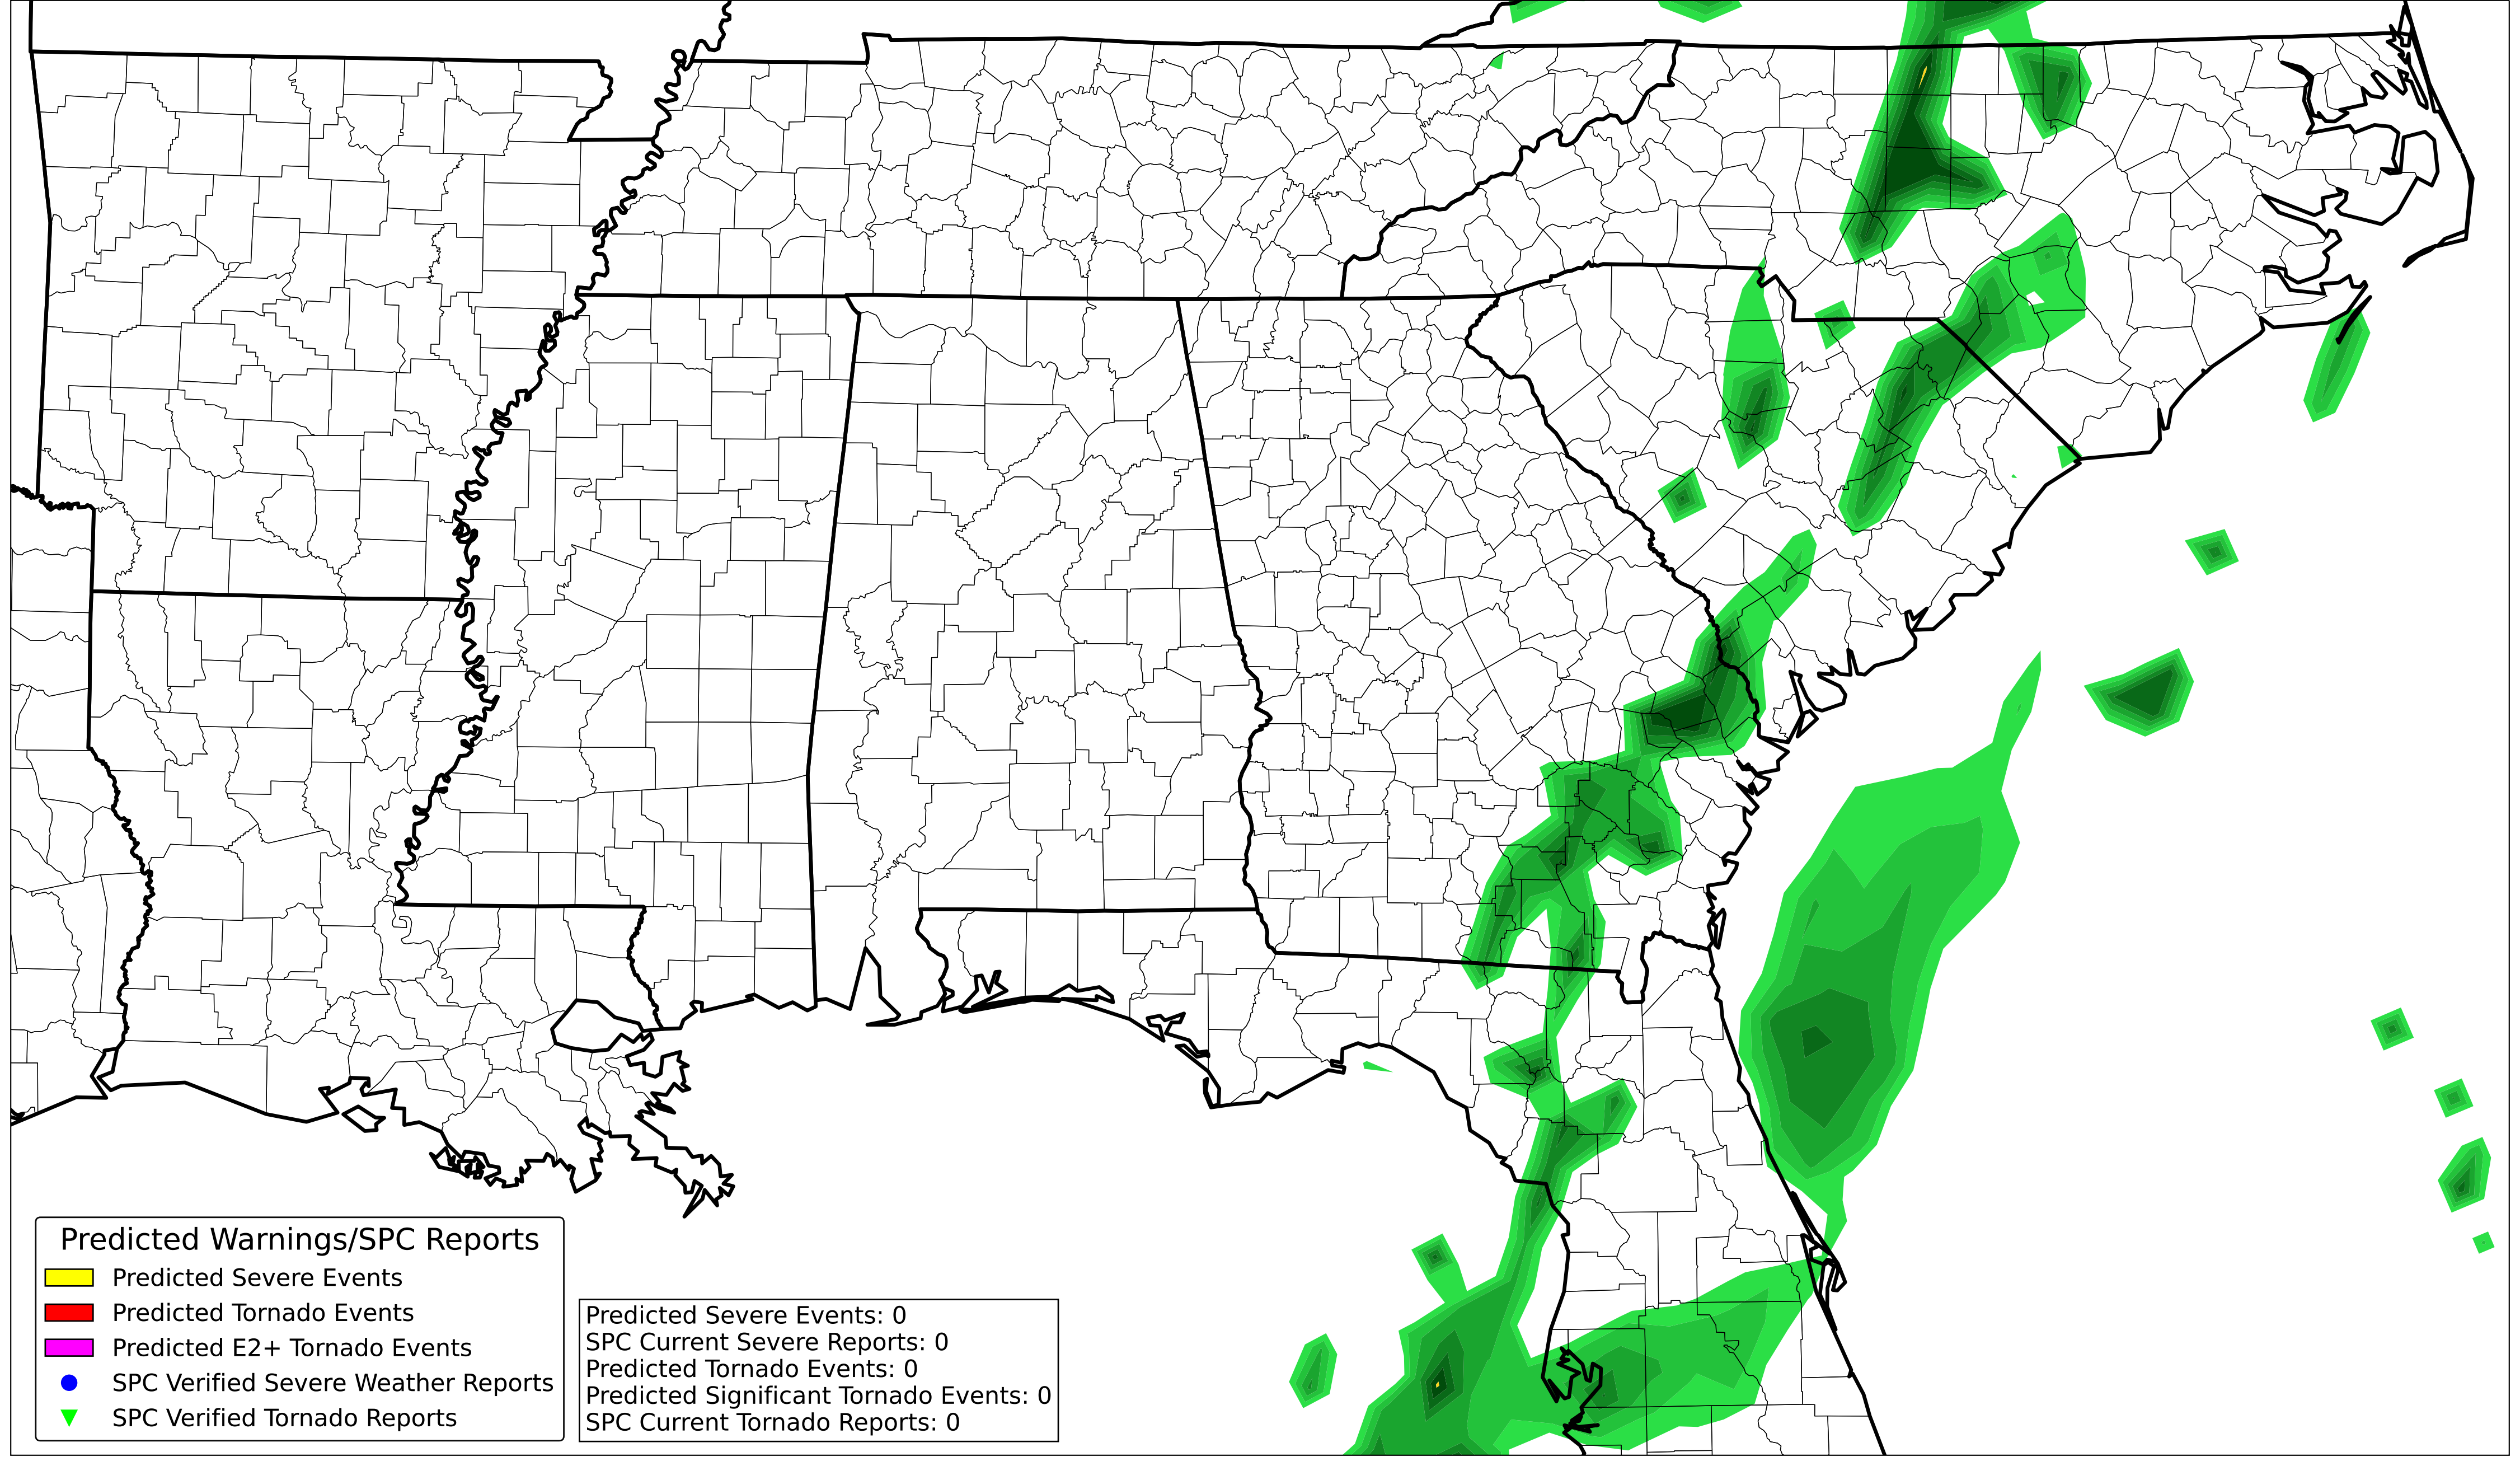 Predicted Warnings/SPC Reports
Predicted Severe Events
Predicted Tornado Events
Predicted E2+ Tornado Events
SPC Verified Severe Weather Reports
SPC Verified Tornado Reports
Predicted Severe Events: 0
SPC Current Severe Reports: 0
Predicted Tornado Events: 0
Predicted Significant Tornado Events: 0
SPC Current Tornado Reports: 0